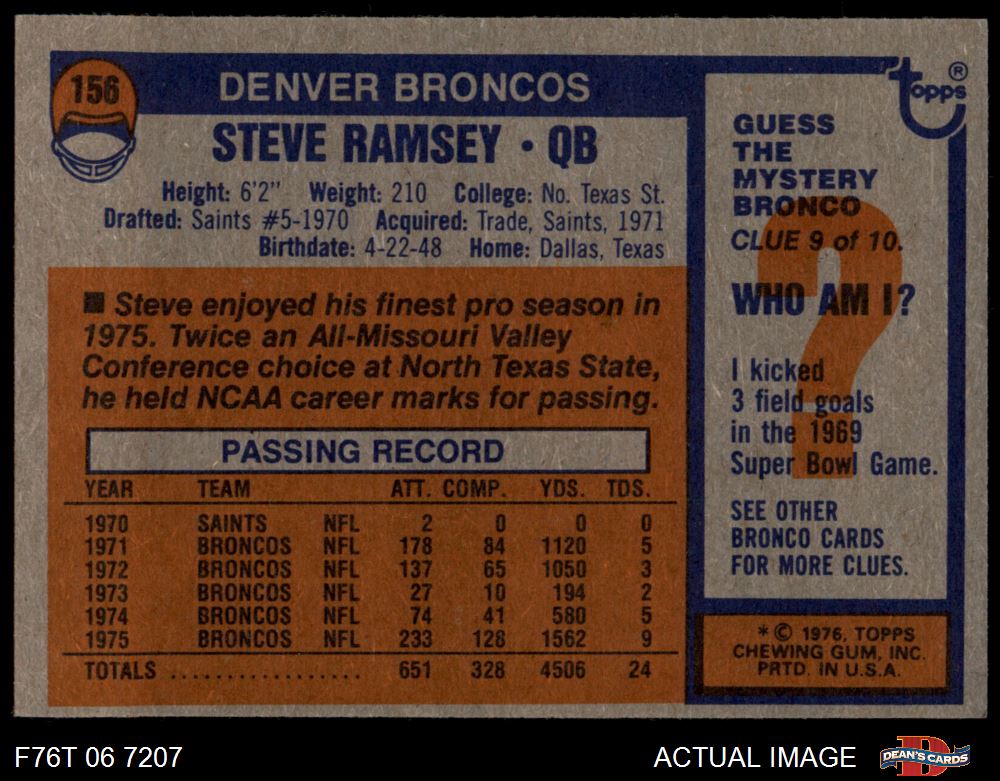 156
DENVER BRONCOS
STEVE RAMSEY • QB
Height: 6'2" Weight: 210 College: No. Texas St.
Drafted: Saints #5-1970 Acquired: Trade, Saints, 1971
Birthdate: 4-22-48 Home: Dallas, Texas
■ Steve enjoyed his finest pro season in
1975. Twice an All-Missouri Valley
Conference choice at North Texas State,
he held NCAA career marks for passing.
PASSING RECORD
YEAR TEAM ATT. COMP. YDS. TDS.
1970 SAINTS NFL 2 0 0 0
1971 BRONCOS NFL 178 84 1120 5
1972 BRONCOS NFL 137 65 1050 3
1973 BRONCOS NFL 27 10 194 2
1974 BRONCOS NFL 74 41 580 5
1975 BRONCOS NFL 233 128 1562 9
TOTALS ................. 651 328 4506 24
topps®
GUESS
THE
MYSTERY
BRONCO
CLUE 9 of 10.
?
WHO AM I?
I kicked
3 field goals
in the 1969
Super Bowl Game.
SEE OTHER
BRONCO CARDS
FOR MORE CLUES.
* © 1976, TOPPS
CHEWING GUM, INC.
PRTD. IN U.S.A.
F76T 06 7207
ACTUAL IMAGE
D
DEAN'S CARDS